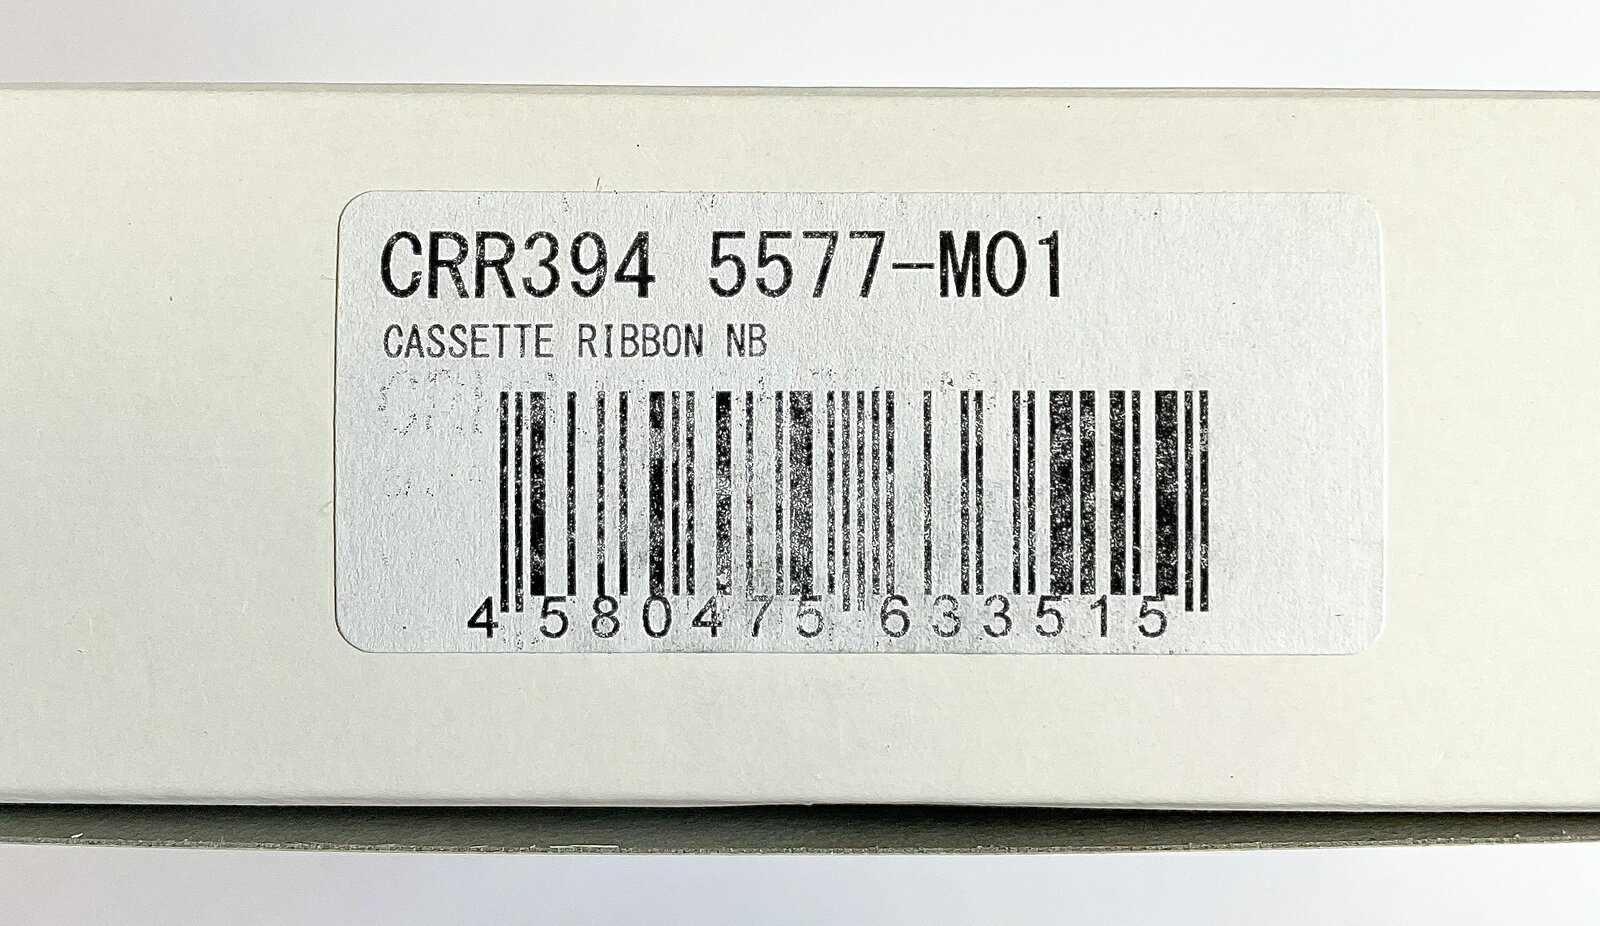 CRR394 5577-M01
CASSETTE RIBBON NB
4 580475 633515